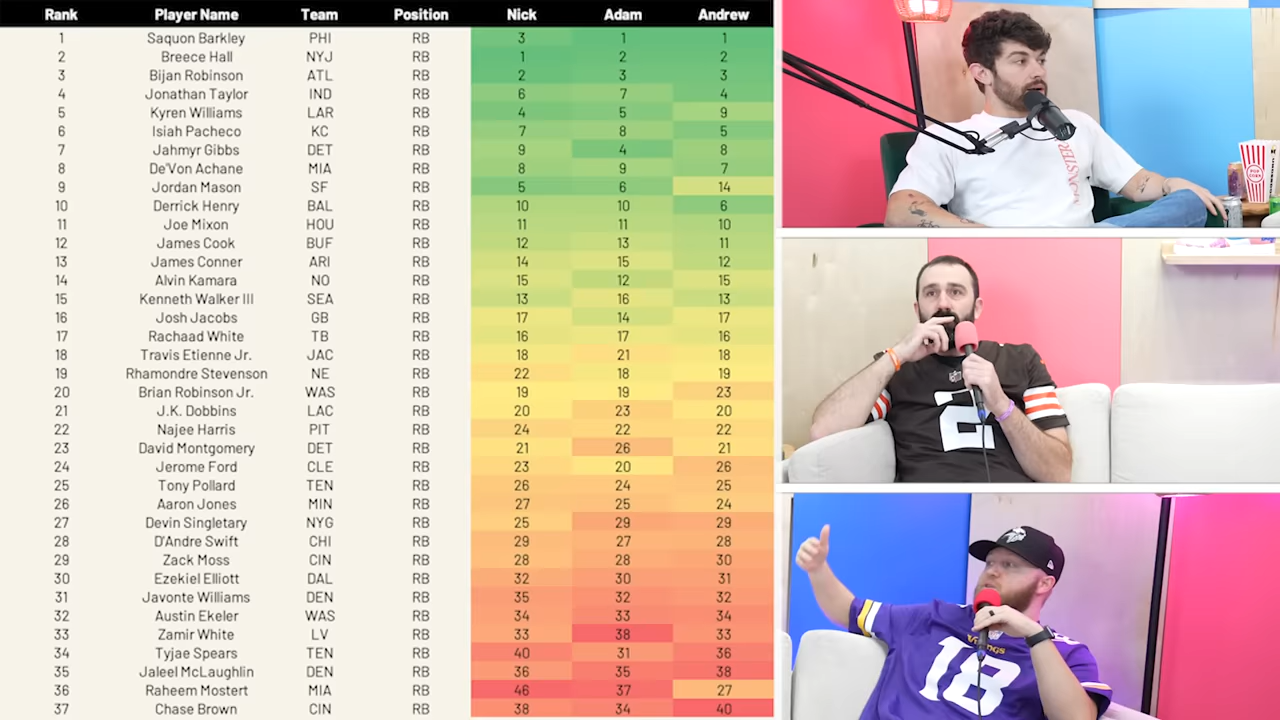 Rank Player Name Team Position Nick Adam Andrew
1 Saquon Barkley PHI RB 3 1 1
2 Breece Hall NYJ RB 1 2 2
3 Bijan Robinson ATL RB 2 3 3
4 Jonathan Taylor IND RB 6 7 4
5 Kyren Williams LAR RB 4 5 9
6 Isiah Pacheco KC RB 7 8 5
7 Jahmyr Gibbs DET RB 9 4 8
8 De'Von Achane MIA RB 8 9 7
9 Jordan Mason SF RB 5 6 14
10 Derrick Henry BAL RB 10 10 6
11 Joe Mixon HOU RB 11 11 10
12 James Cook BUF RB 12 13 11
13 James Conner ARI RB 14 15 12
14 Alvin Kamara NO RB 15 12 15
15 Kenneth Walker III SEA RB 13 16 13
16 Josh Jacobs GB RB 17 14 17
17 Rachaad White TB RB 16 17 16
18 Travis Etienne Jr. JAC RB 18 21 18
19 Rhamondre Stevenson NE RB 22 18 19
20 Brian Robinson Jr. WAS RB 19 19 23
21 J.K. Dobbins LAC RB 20 23 20
22 Najee Harris PIT RB 24 22 22
23 David Montgomery DET RB 21 26 21
24 Jerome Ford CLE RB 23 20 26
25 Tony Pollard TEN RB 26 24 25
26 Aaron Jones MIN RB 27 25 24
27 Devin Singletary NYG RB 25 29 29
28 D'Andre Swift CHI RB 29 27 28
29 Zack Moss CIN RB 28 28 30
30 Ezekiel Elliott DAL RB 32 30 31
31 Javonte Williams DEN RB 35 32 32
32 Austin Ekeler WAS RB 34 33 34
33 Zamir White LV RB 33 38 33
34 Tyjae Spears TEN RB 40 31 36
35 Jaleel McLaughlin DEN RB 36 35 38
36 Raheem Mostert MIA RB 46 37 27
37 Chase Brown CIN RB 38 34 40
POP CORN
2
Vikings
18